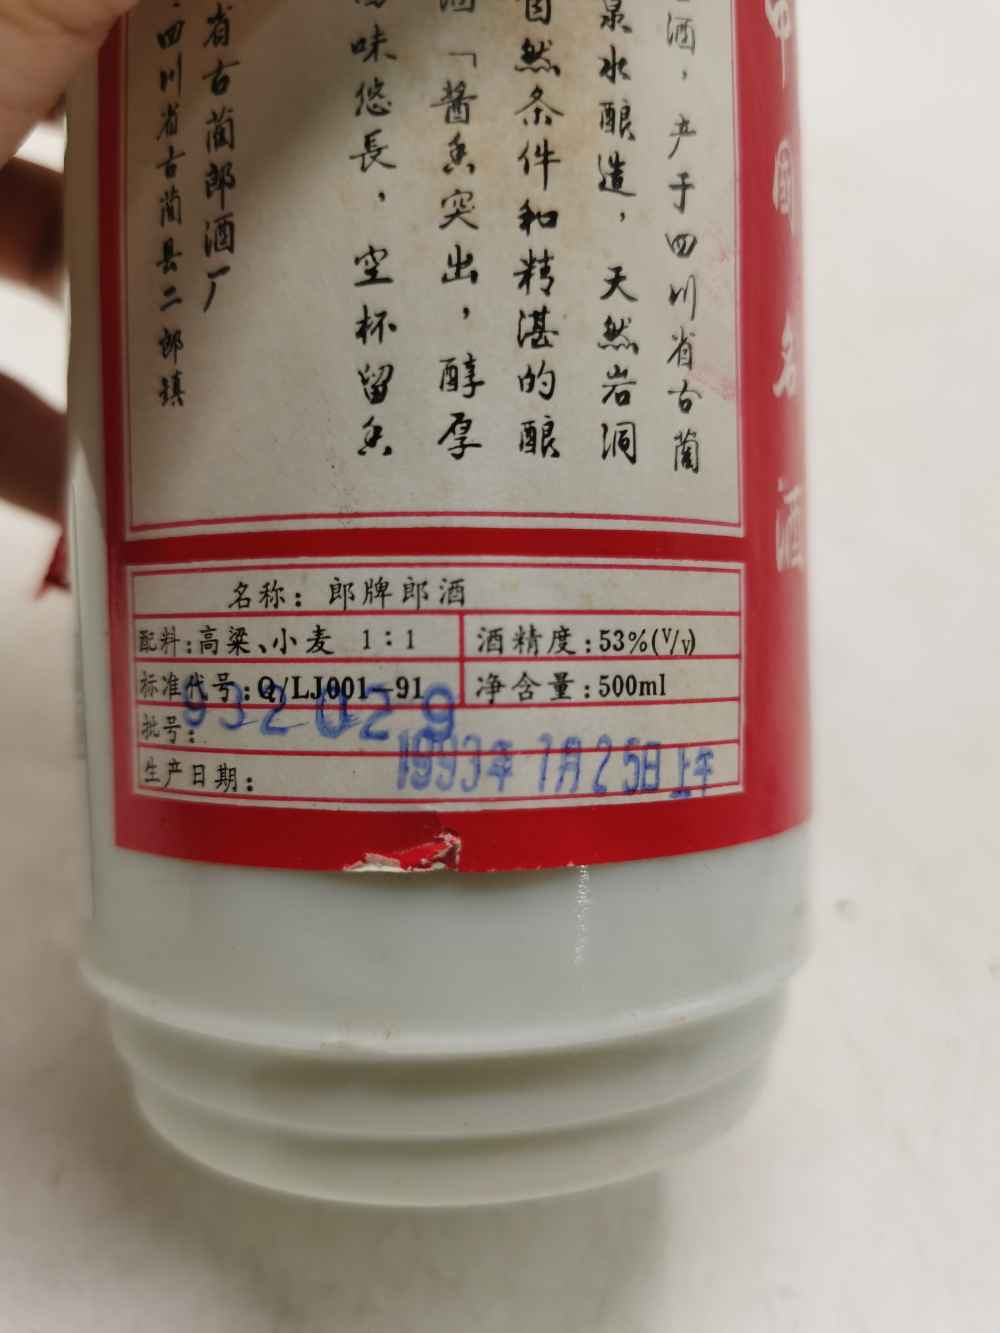 酒，产于四川省古蔺
泉水酿造，天然岩洞
自然条件和精湛的酿
酒「酱香突出，醇厚
味悠長，空杯留香
省古蔺郎酒厂
四川省古蔺县二郎镇
中国名酒
名称：郎牌郎酒
配料：高粱、小麦 1：1
酒精度：53%(V/V)
标准代号：Q/LJ001-91
净含量：500ml
批号：932029
生产日期：1993年7月25日上午